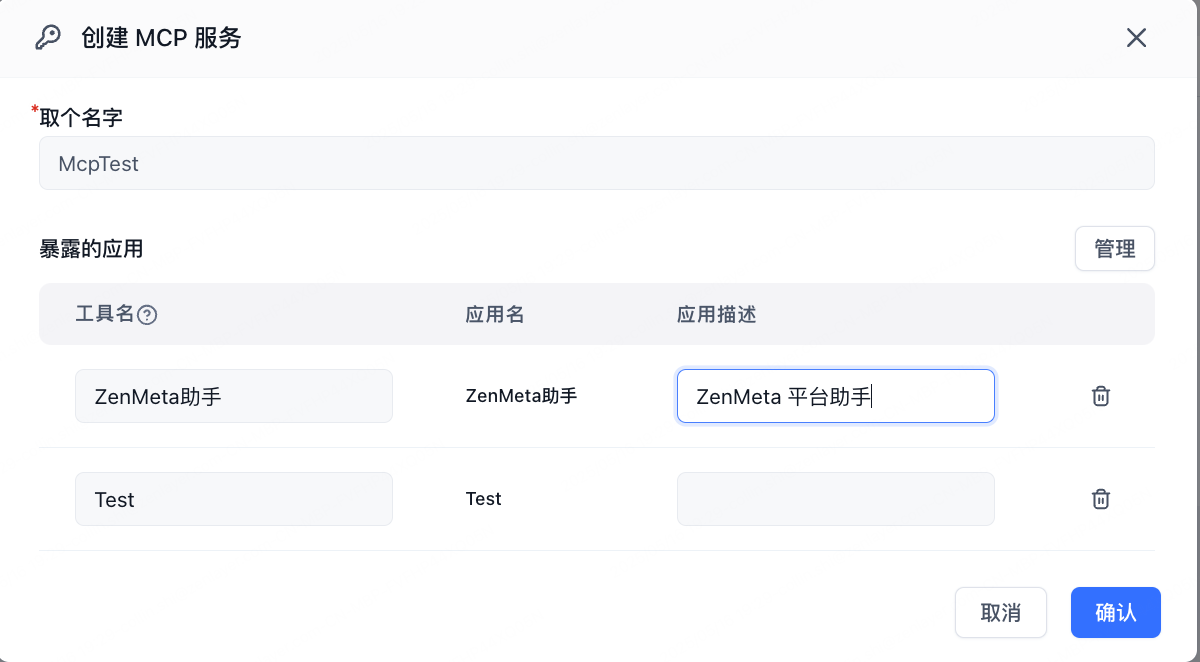 创建 MCP 服务
*取个名字
McpTest
暴露的应用
管理
工具名 应用名 应用描述
ZenMeta助手 ZenMeta助手 ZenMeta 平台助手
Test Test
取消 确认